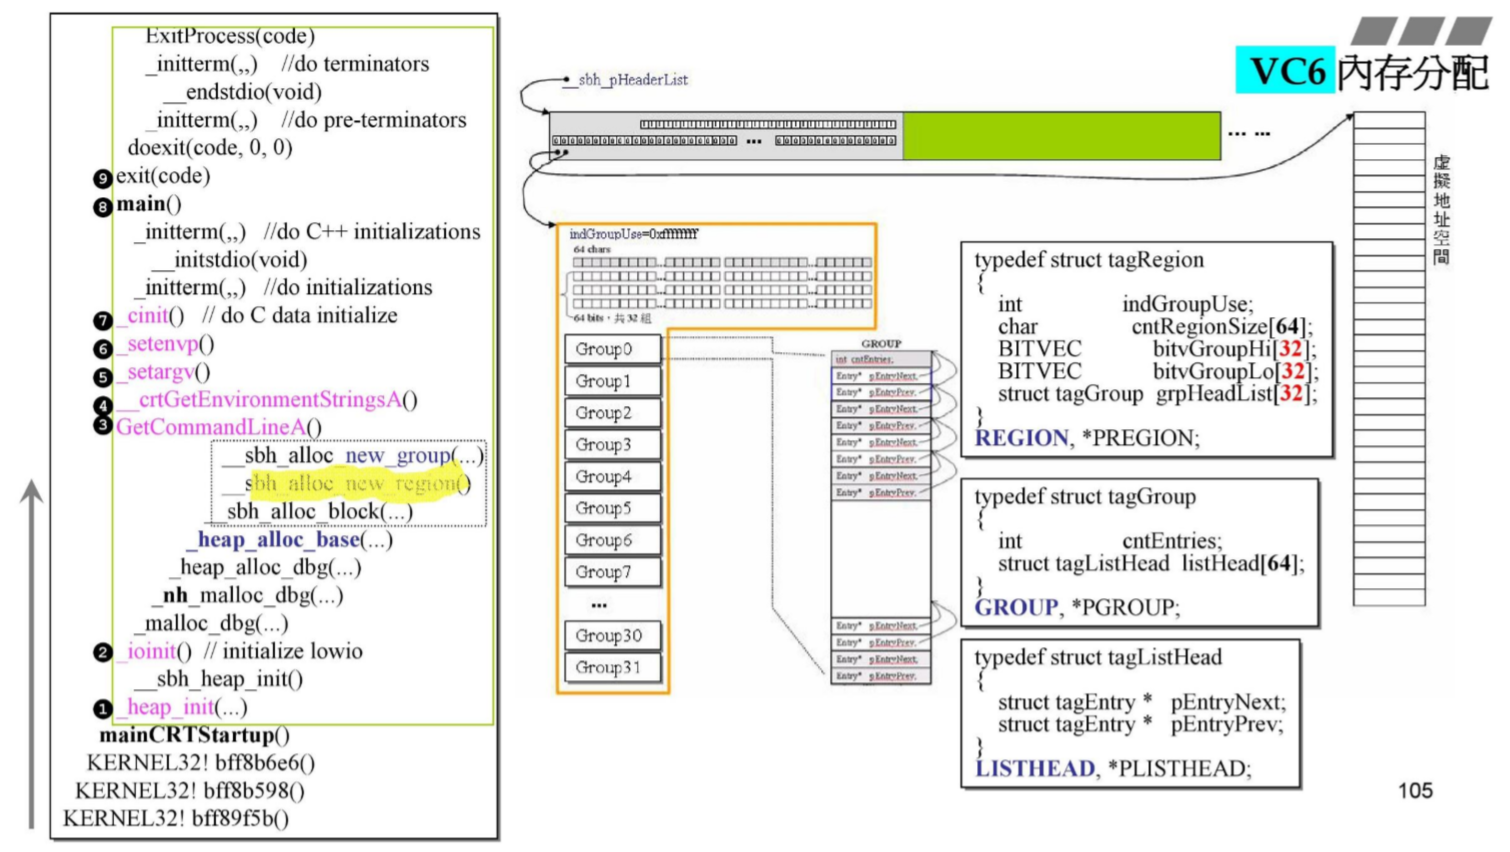 VC6 內存分配
ExitProcess(code)
_initterm(,,) //do terminators
__endstdio(void)
_initterm(,,) //do pre-terminators
doexit(code, 0, 0)
❾ exit(code)
❽ main()
_initterm(,,) //do C++ initializations
__initstdio(void)
_initterm(,,) //do initializations
❼ _cinit() // do C data initialize
❻ _setenvp()
❺ _setargv()
❹ __crtGetEnvironmentStringsA()
❸ GetCommandLineA()
__sbh_alloc_new_group(...)
__sbh_alloc_new_region()
__sbh_alloc_block(...)
_heap_alloc_base(...)
_heap_alloc_dbg(...)
_nh_malloc_dbg(...)
_malloc_dbg(...)
❷ _ioinit() // initialize lowio
__sbh_heap_init()
❶ _heap_init(...)
mainCRTStartup()
KERNEL32! bff8b6e6()
KERNEL32! bff8b598()
KERNEL32! bff89f5b()
__sbh_pHeaderList
... ...
虛擬地址空間
indGroupUse=0xffffffff
64 chars
64 bits，共 32 組
Group0
Group1
Group2
Group3
Group4
Group5
Group6
Group7
...
Group30
Group31
GROUP
int cntEntries;
Entry* pEntryNext,
Entry* pEntryPrev,
Entry* pEntryNext,
Entry* pEntryPrev,
Entry* pEntryNext,
Entry* pEntryPrev,
Entry* pEntryNext,
Entry* pEntryPrev,
Entry* pEntryNext,
Entry* pEntryPrev,
Entry* pEntryNext,
Entry* pEntryPrev,
typedef struct tagRegion
{
int indGroupUse;
char cntRegionSize[64];
BITVEC bitvGroupHi[32];
BITVEC bitvGroupLo[32];
struct tagGroup grpHeadList[32];
}
REGION, *PREGION;
typedef struct tagGroup
{
int cntEntries;
struct tagListHead listHead[64];
}
GROUP, *PGROUP;
typedef struct tagListHead
{
struct tagEntry * pEntryNext;
struct tagEntry * pEntryPrev;
}
LISTHEAD, *PLISTHEAD;
105